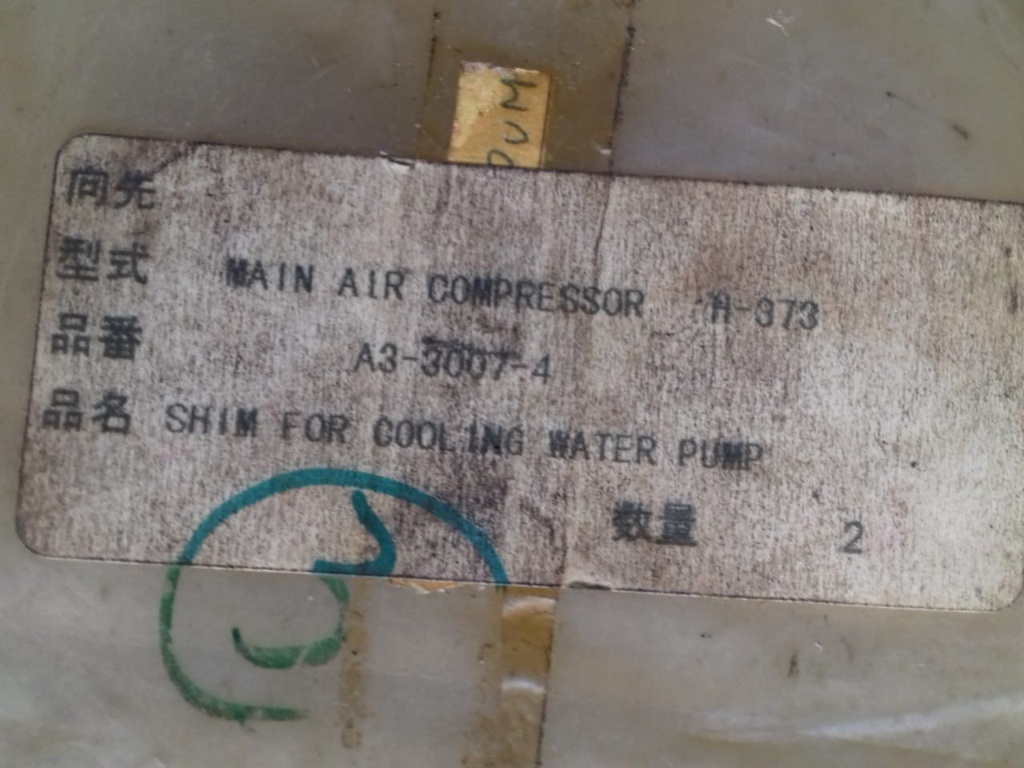 PUM
向先
型式 MAIN AIR COMPRESSOR H-373
品番 A3-3007-4
品名 SHIM FOR COOLING WATER PUMP
数量 2